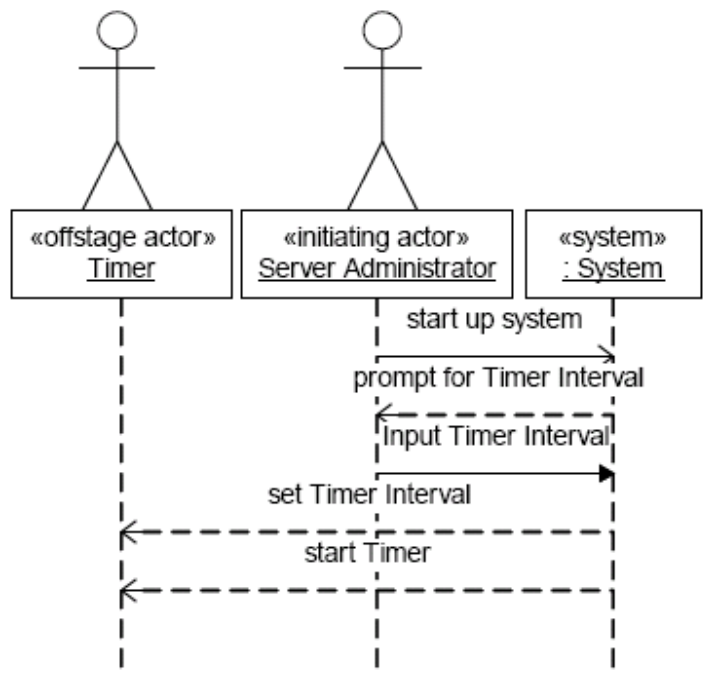 «offstage actor»
Timer
«initiating actor»
Server Administrator
«system»
: System
start up system
prompt for Timer Interval
Input Timer Interval
set Timer Interval
start Timer